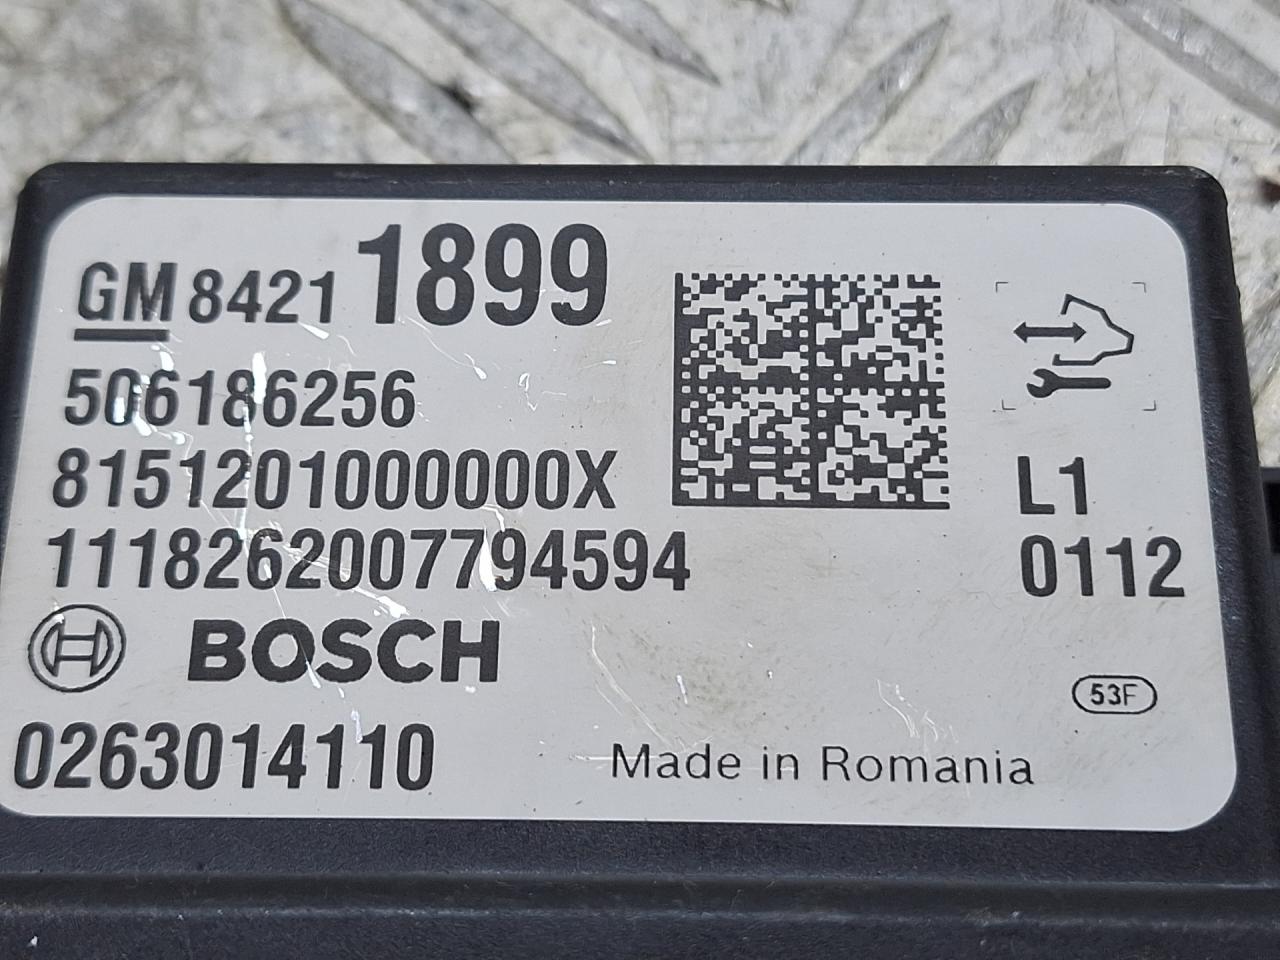 GM 8421 1899
506186256
8151201000000X
1118262007794594
L1
0112
BOSCH
53F
0263014110
Made in Romania